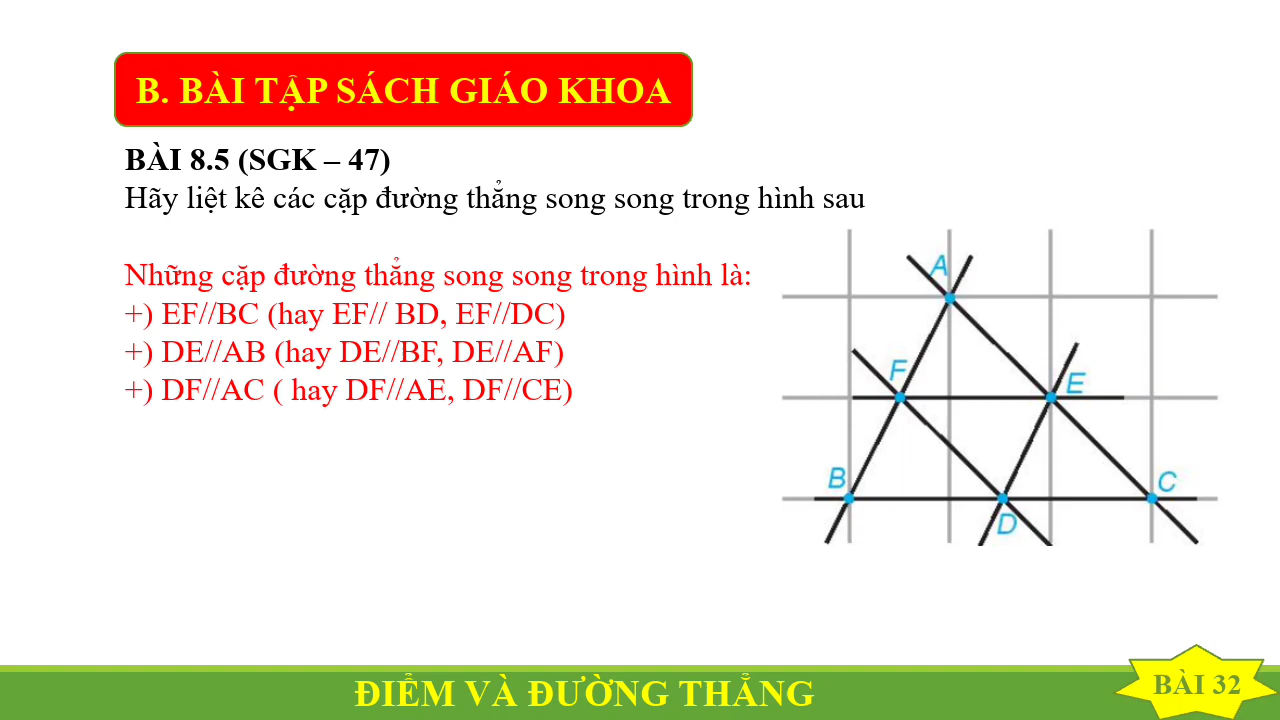 B. BÀI TẬP SÁCH GIÁO KHOA
BÀI 8.5 (SGK – 47)
Hãy liệt kê các cặp đường thẳng song song trong hình sau
Những cặp đường thẳng song song trong hình là:
+) EF//BC (hay EF// BD, EF//DC)
+) DE//AB (hay DE//BF, DE//AF)
+) DF//AC ( hay DF//AE, DF//CE)
A
F
E
B
C
D
ĐIỂM VÀ ĐƯỜNG THẲNG
BÀI 32